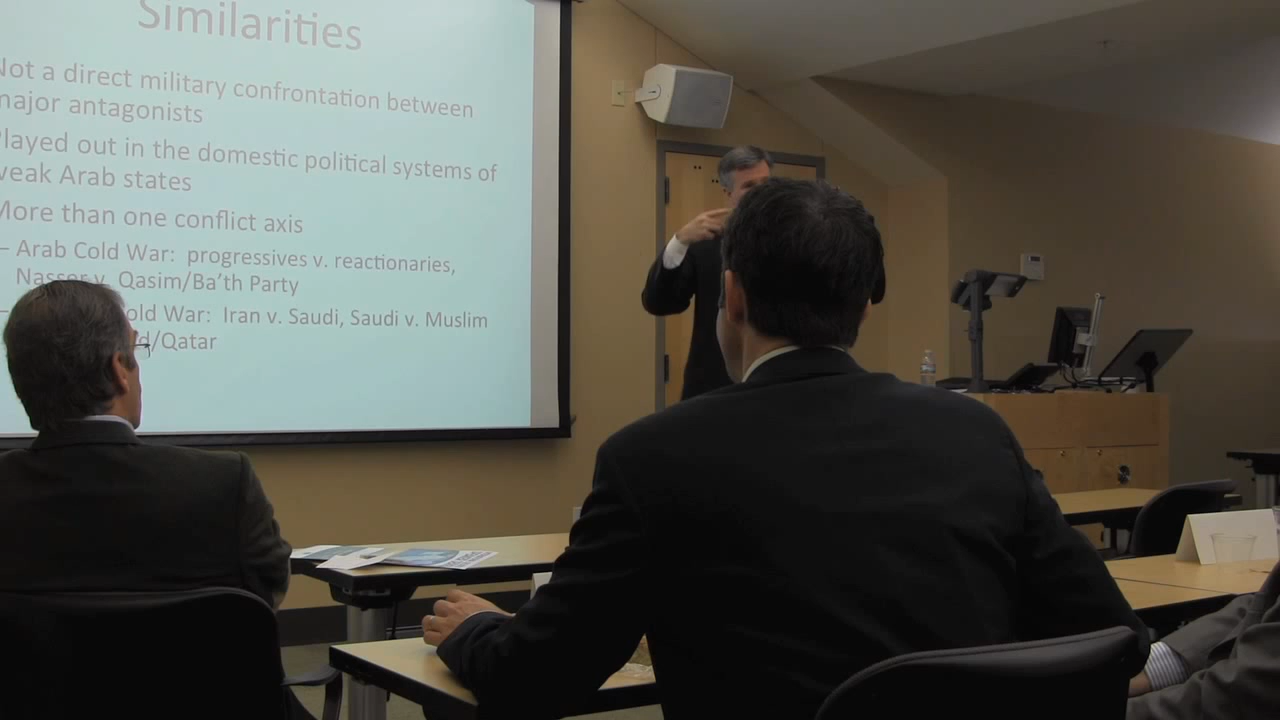 Similarities
Not a direct military confrontation between
major antagonists
Played out in the domestic political systems of
weak Arab states
More than one conflict axis
– Arab Cold War: progressives v. reactionaries,
Nasser v. Qasim/Ba'th Party
Cold War: Iran v. Saudi, Saudi v. Muslim
/Qatar